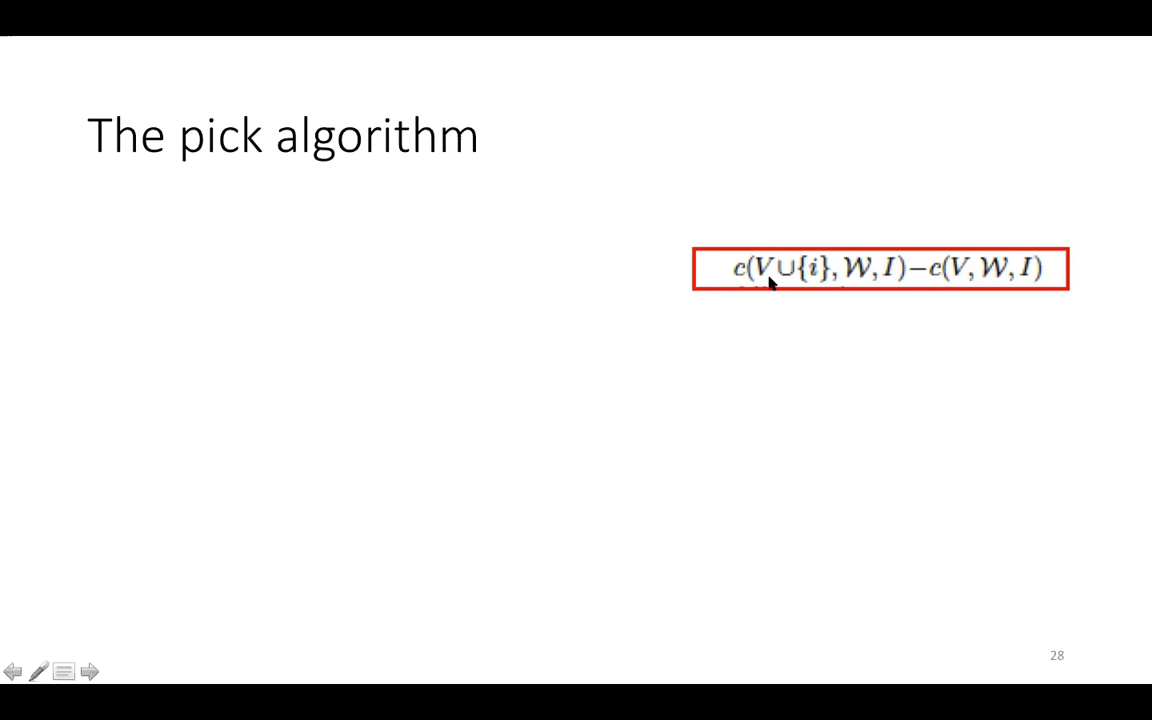 The pick algorithm
c(V∪{i}, 𝒲, I)−c(V, 𝒲, I)
28